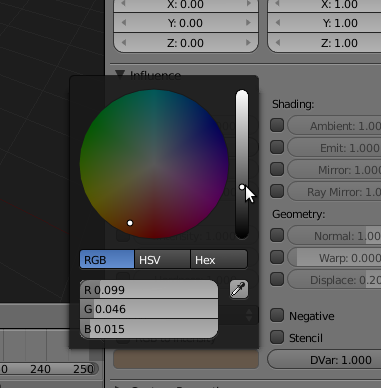 X: 0.00 X: 1.00
Y: 0.00 Y: 1.00
Z: 0.00 Z: 1.00
Influence
Shading:
Ambient: 1.00
Emit: 1.000
Mirror: 1.000
Ray Mirror: 1.000
Geometry:
Normal: 1.00
Warp: 0.000
Displace: 0.20
RGB HSV Hex
R 0.099
G 0.046
B 0.015
Negative
Stencil
DVar: 1.000
240 250